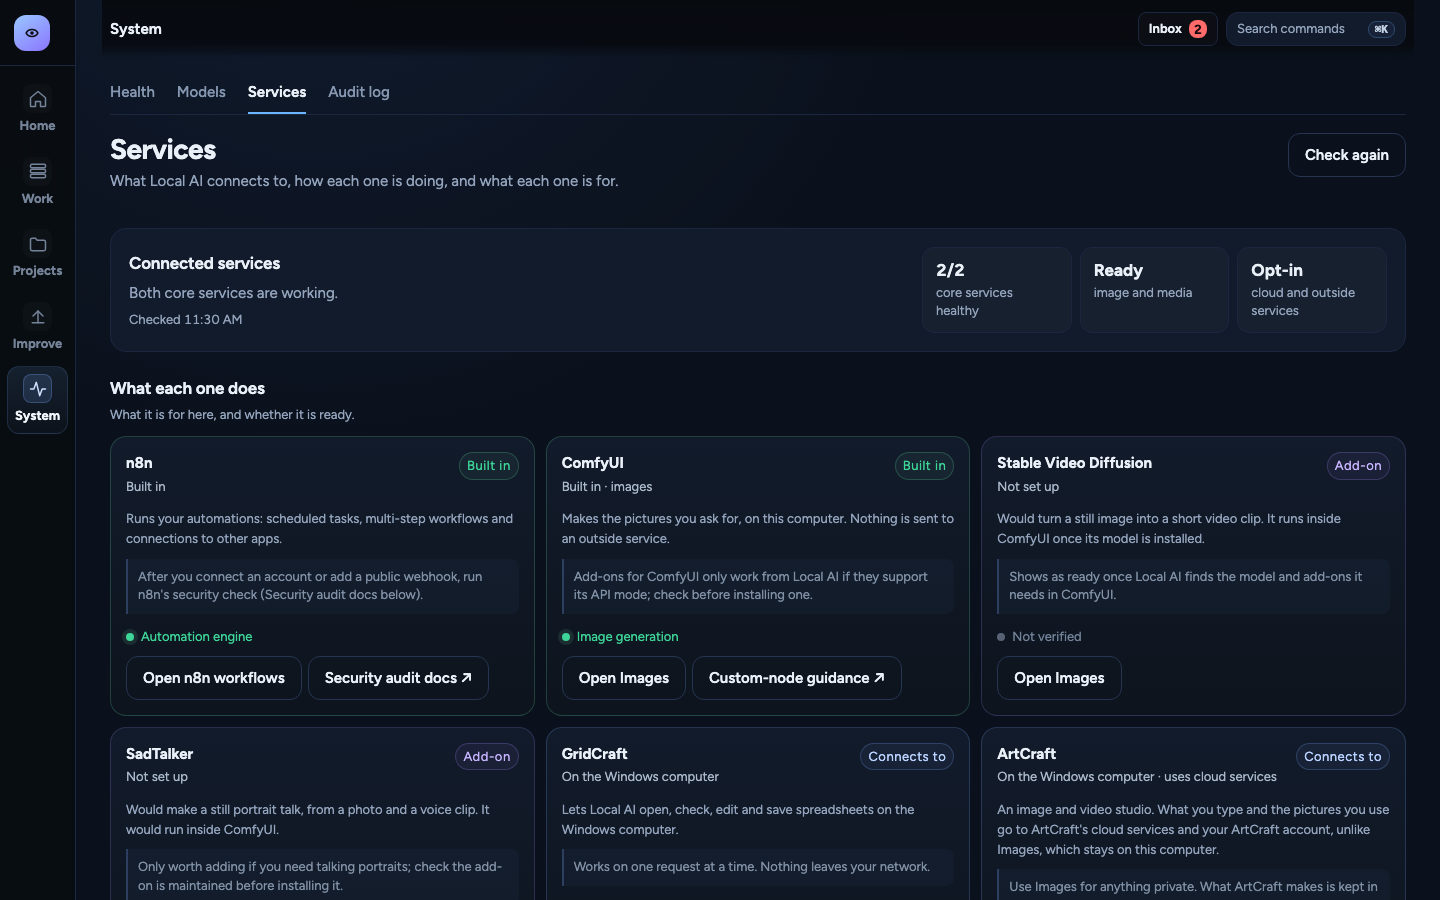 System
Inbox 2
Search commands ⌘K
Home
Work
Projects
Improve
System
Health Models Services Audit log
Services
What Local AI connects to, how each one is doing, and what each one is for.
Check again
Connected services
Both core services are working.
Checked 11:30 AM
2/2
core services
healthy
Ready
image and media
Opt-in
cloud and outside
services
What each one does
What it is for here, and whether it is ready.
n8n
Built in
Built in
Runs your automations: scheduled tasks, multi-step workflows and
connections to other apps.
After you connect an account or add a public webhook, run
n8n's security check (Security audit docs below).
Automation engine
Open n8n workflows
Security audit docs ↗
ComfyUI
Built in
Built in · images
Makes the pictures you ask for, on this computer. Nothing is sent to
an outside service.
Add-ons for ComfyUI only work from Local AI if they support
its API mode; check before installing one.
Image generation
Open Images
Custom-node guidance ↗
Stable Video Diffusion
Add-on
Not set up
Would turn a still image into a short video clip. It runs inside
ComfyUI once its model is installed.
Shows as ready once Local AI finds the model and add-ons it
needs in ComfyUI.
Not verified
Open Images
SadTalker
Add-on
Not set up
Would make a still portrait talk, from a photo and a voice clip. It
would run inside ComfyUI.
Only worth adding if you need talking portraits; check the add-
on is maintained before installing it.
GridCraft
Connects to
On the Windows computer
Lets Local AI open, check, edit and save spreadsheets on the
Windows computer.
Works on one request at a time. Nothing leaves your network.
ArtCraft
Connects to
On the Windows computer · uses cloud services
An image and video studio. What you type and the pictures you use
go to ArtCraft's cloud services and your ArtCraft account, unlike
Images, which stays on this computer.
Use Images for anything private. What ArtCraft makes is kept in